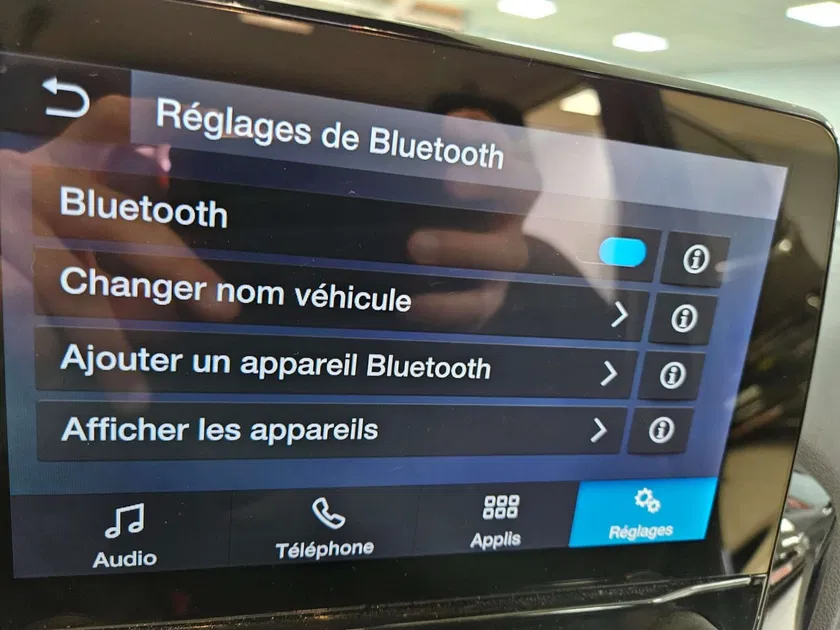 Réglages de Bluetooth
Bluetooth
Changer nom véhicule
Ajouter un appareil Bluetooth
Afficher les appareils
Audio
Téléphone
Applis
Réglages